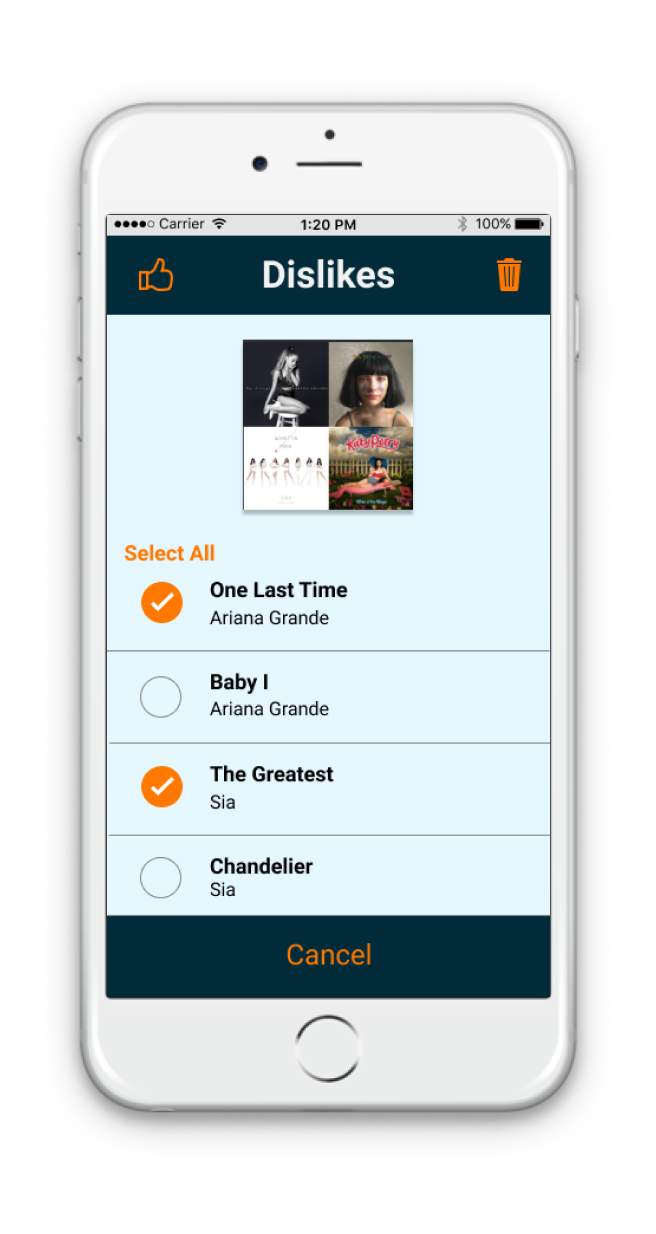 Carrier 1:20 PM 100%
Dislikes
Katy Perry
Select All
One Last Time
Ariana Grande
Baby I
Ariana Grande
The Greatest
Sia
Chandelier
Sia
Cancel